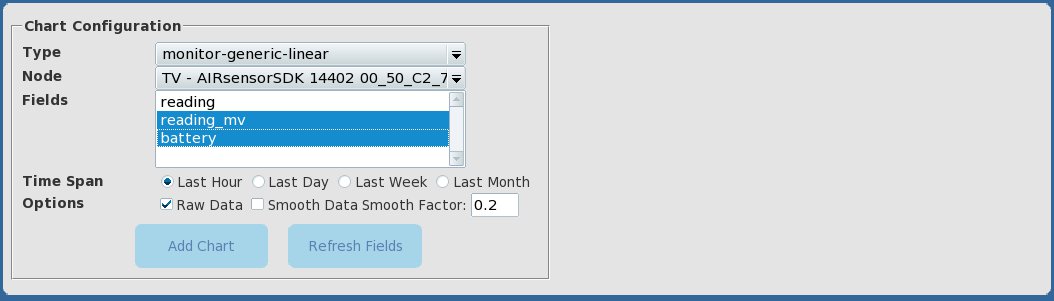 Chart Configuration
Type monitor-generic-linear
Node TV - AIRsensorSDK 14402 00_50_C2_7
Fields reading
reading_mv
battery
Time Span Last Hour Last Day Last Week Last Month
Options Raw Data Smooth Data Smooth Factor: 0.2
Add Chart Refresh Fields